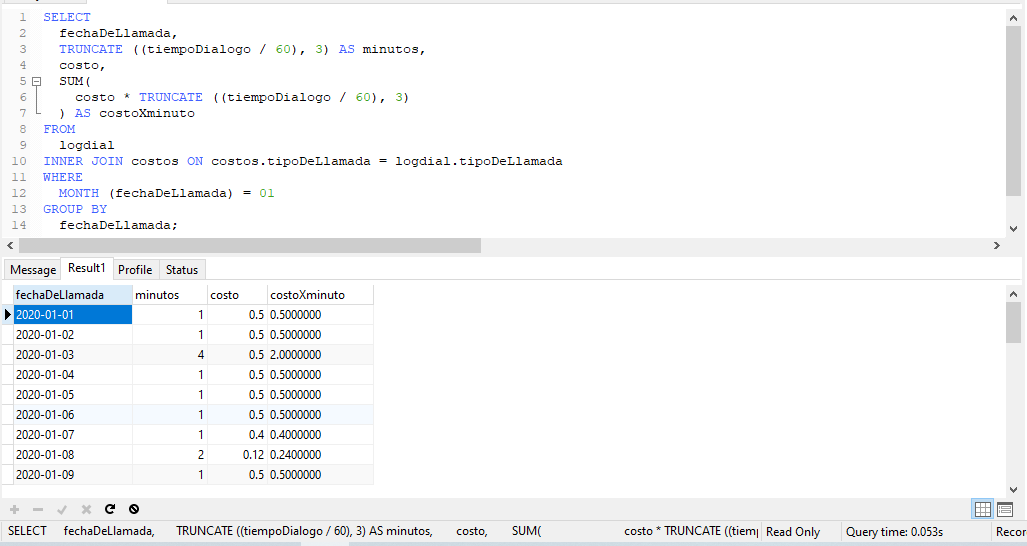 1 SELECT
2 fechaDeLlamada,
3 TRUNCATE ((tiempoDialogo / 60), 3) AS minutos,
4 costo,
5 SUM(
6 costo * TRUNCATE ((tiempoDialogo / 60), 3)
7 ) AS costoXminuto
8 FROM
9 logdial
10 INNER JOIN costos ON costos.tipoDeLlamada = logdial.tipoDeLlamada
11 WHERE
12 MONTH (fechaDeLlamada) = 01
13 GROUP BY
14 fechaDeLlamada;
Message Result1 Profile Status
fechaDeLlamada minutos costo costoXminuto
2020-01-01 1 0.5 0.5000000
2020-01-02 1 0.5 0.5000000
2020-01-03 4 0.5 2.0000000
2020-01-04 1 0.5 0.5000000
2020-01-05 1 0.5 0.5000000
2020-01-06 1 0.5 0.5000000
2020-01-07 1 0.4 0.4000000
2020-01-08 2 0.12 0.2400000
2020-01-09 1 0.5 0.5000000
SELECT fechaDeLlamada, TRUNCATE ((tiempoDialogo / 60), 3) AS minutos, costo, SUM( costo * TRUNCATE ((tiem Read Only Query time: 0.053s Recor